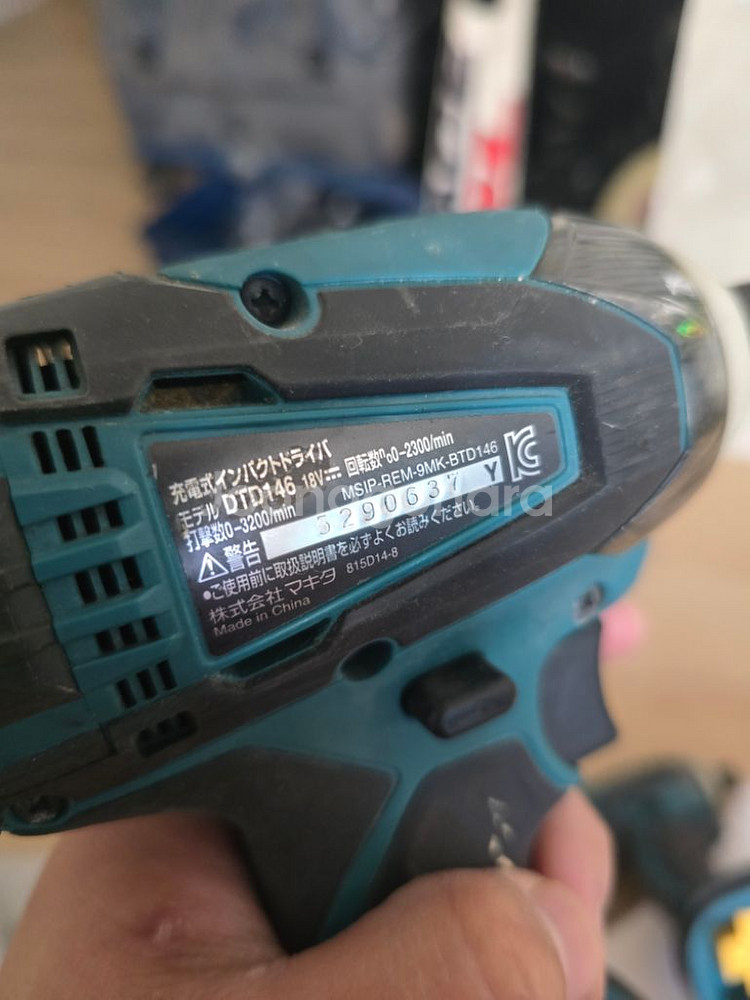 充電式インパクトドライバ
モデル DTD146 18V⎓ 回転数ⁿ₀0-2300/min
打撃数0-3200/min MSIP-REM-9MK-BTD146
5290637 Y
⚠警告
●ご使用前に取扱説明書を必ずよくお読みください。
株式会社マキタ 815D14-8
Made in China